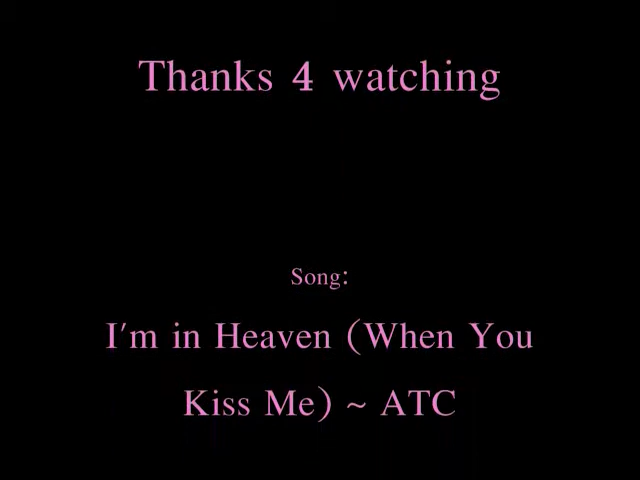 Thanks 4 watching
Song:
I'm in Heaven (When You
Kiss Me) ~ ATC